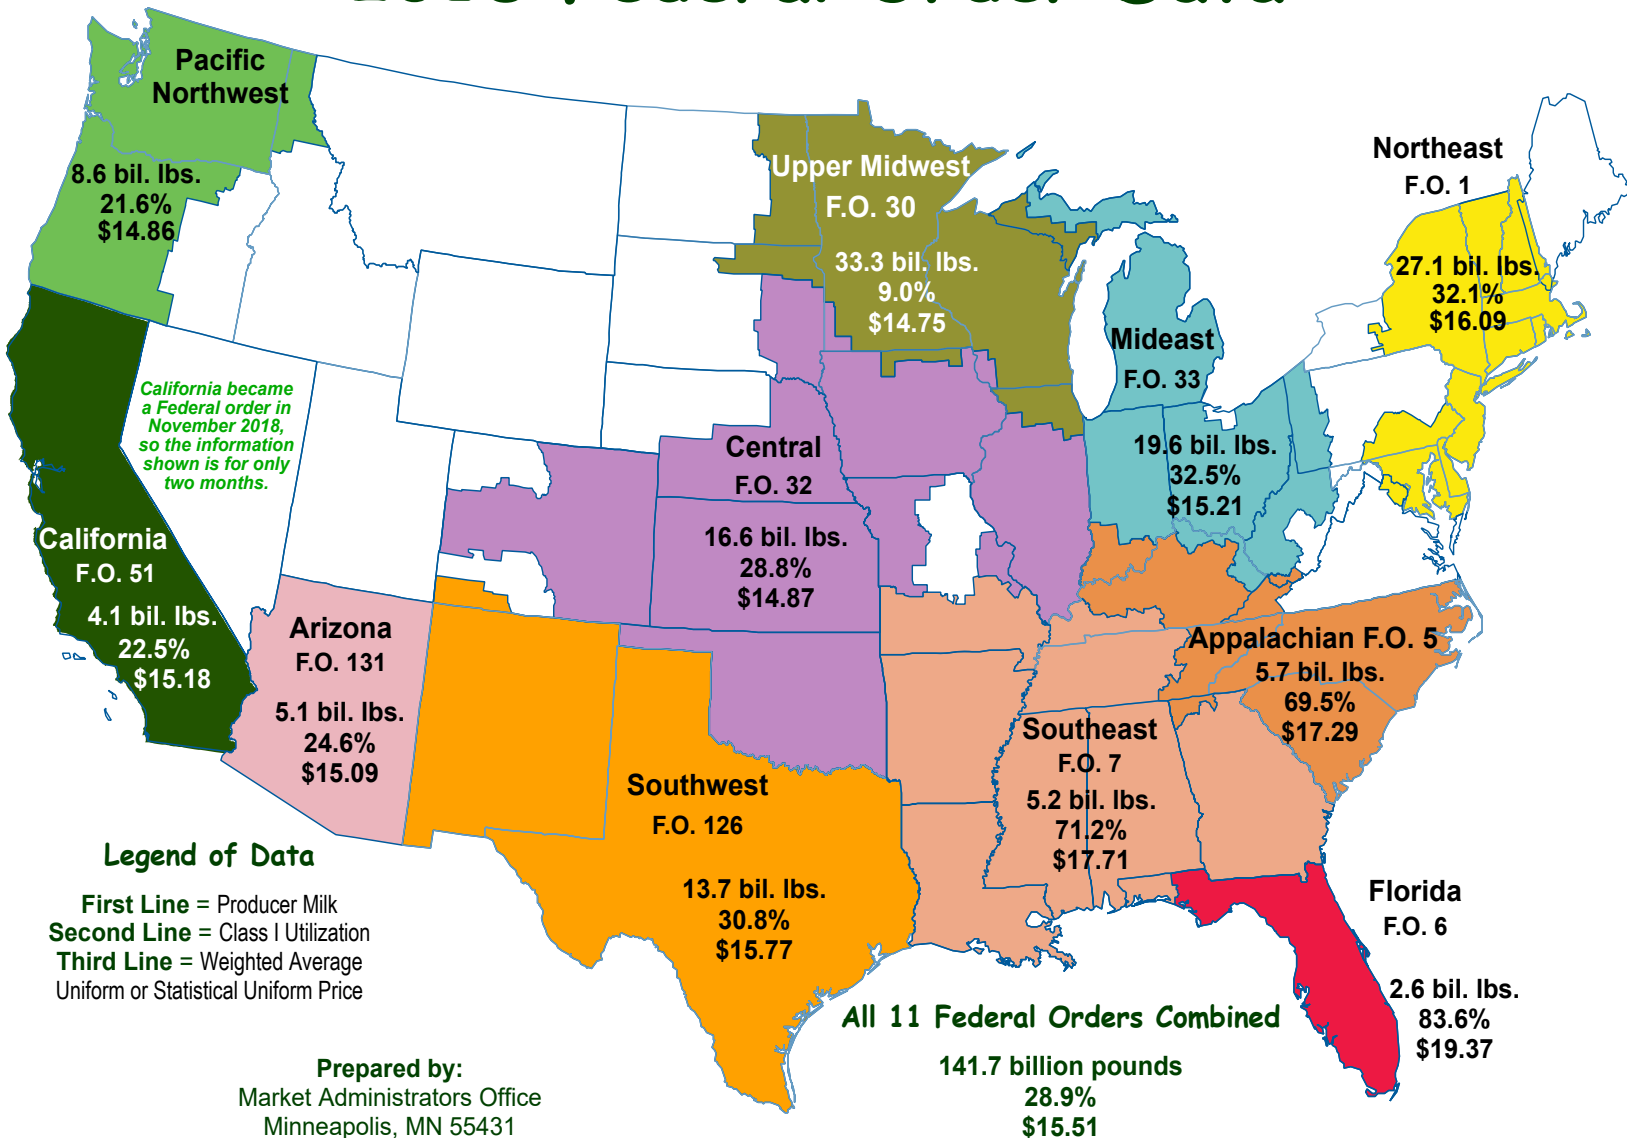 2018 Federal Order Data
Pacific
Northwest
8.6 bil. lbs.
21.6%
$14.86
Upper Midwest
F.O. 30
33.3 bil. lbs.
9.0%
$14.75
Northeast
F.O. 1
27.1 bil. lbs.
32.1%
$16.09
Mideast
F.O. 33
19.6 bil. lbs.
32.5%
$15.21
California became
a Federal order in
November 2018,
so the information
shown is for only
two months.
Central
F.O. 32
16.6 bil. lbs.
28.8%
$14.87
California
F.O. 51
4.1 bil. lbs.
22.5%
$15.18
Arizona
F.O. 131
5.1 bil. lbs.
24.6%
$15.09
Appalachian F.O. 5
5.7 bil. lbs.
69.5%
$17.29
Southeast
F.O. 7
5.2 bil. lbs.
71.2%
$17.71
Southwest
F.O. 126
13.7 bil. lbs.
30.8%
$15.77
Florida
F.O. 6
2.6 bil. lbs.
83.6%
$19.37
Legend of Data
First Line = Producer Milk
Second Line = Class I Utilization
Third Line = Weighted Average
Uniform or Statistical Uniform Price
All 11 Federal Orders Combined
141.7 billion pounds
28.9%
$15.51
Prepared by:
Market Administrators Office
Minneapolis, MN 55431